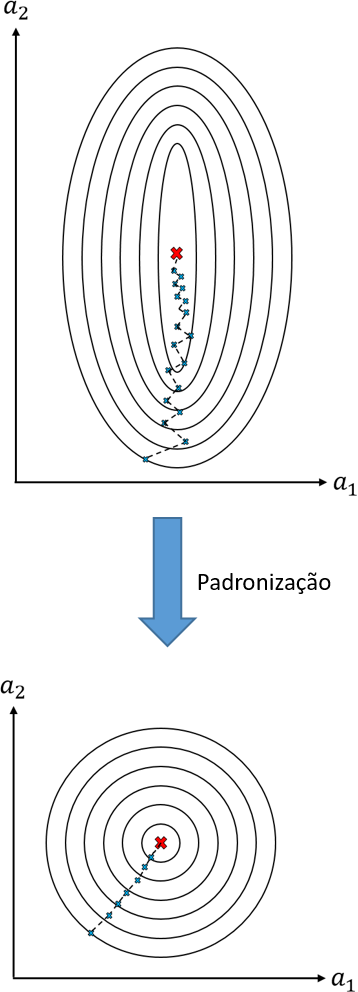 a₂
a₁
Padronização
a₂
a₁